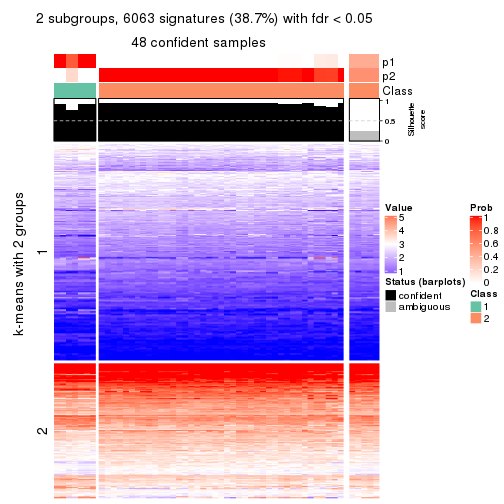 2 subgroups, 6063 signatures (38.7%) with fdr < 0.05
48 confident samples
p1
p2
Class
1
0.5
0
Silhouette
score
k-means with 2 groups
1
2
Value
5
4
3
2
1
Status (barplots)
confident
ambiguous
Prob
1
0.8
0.6
0.4
0.2
0
Class
1
2